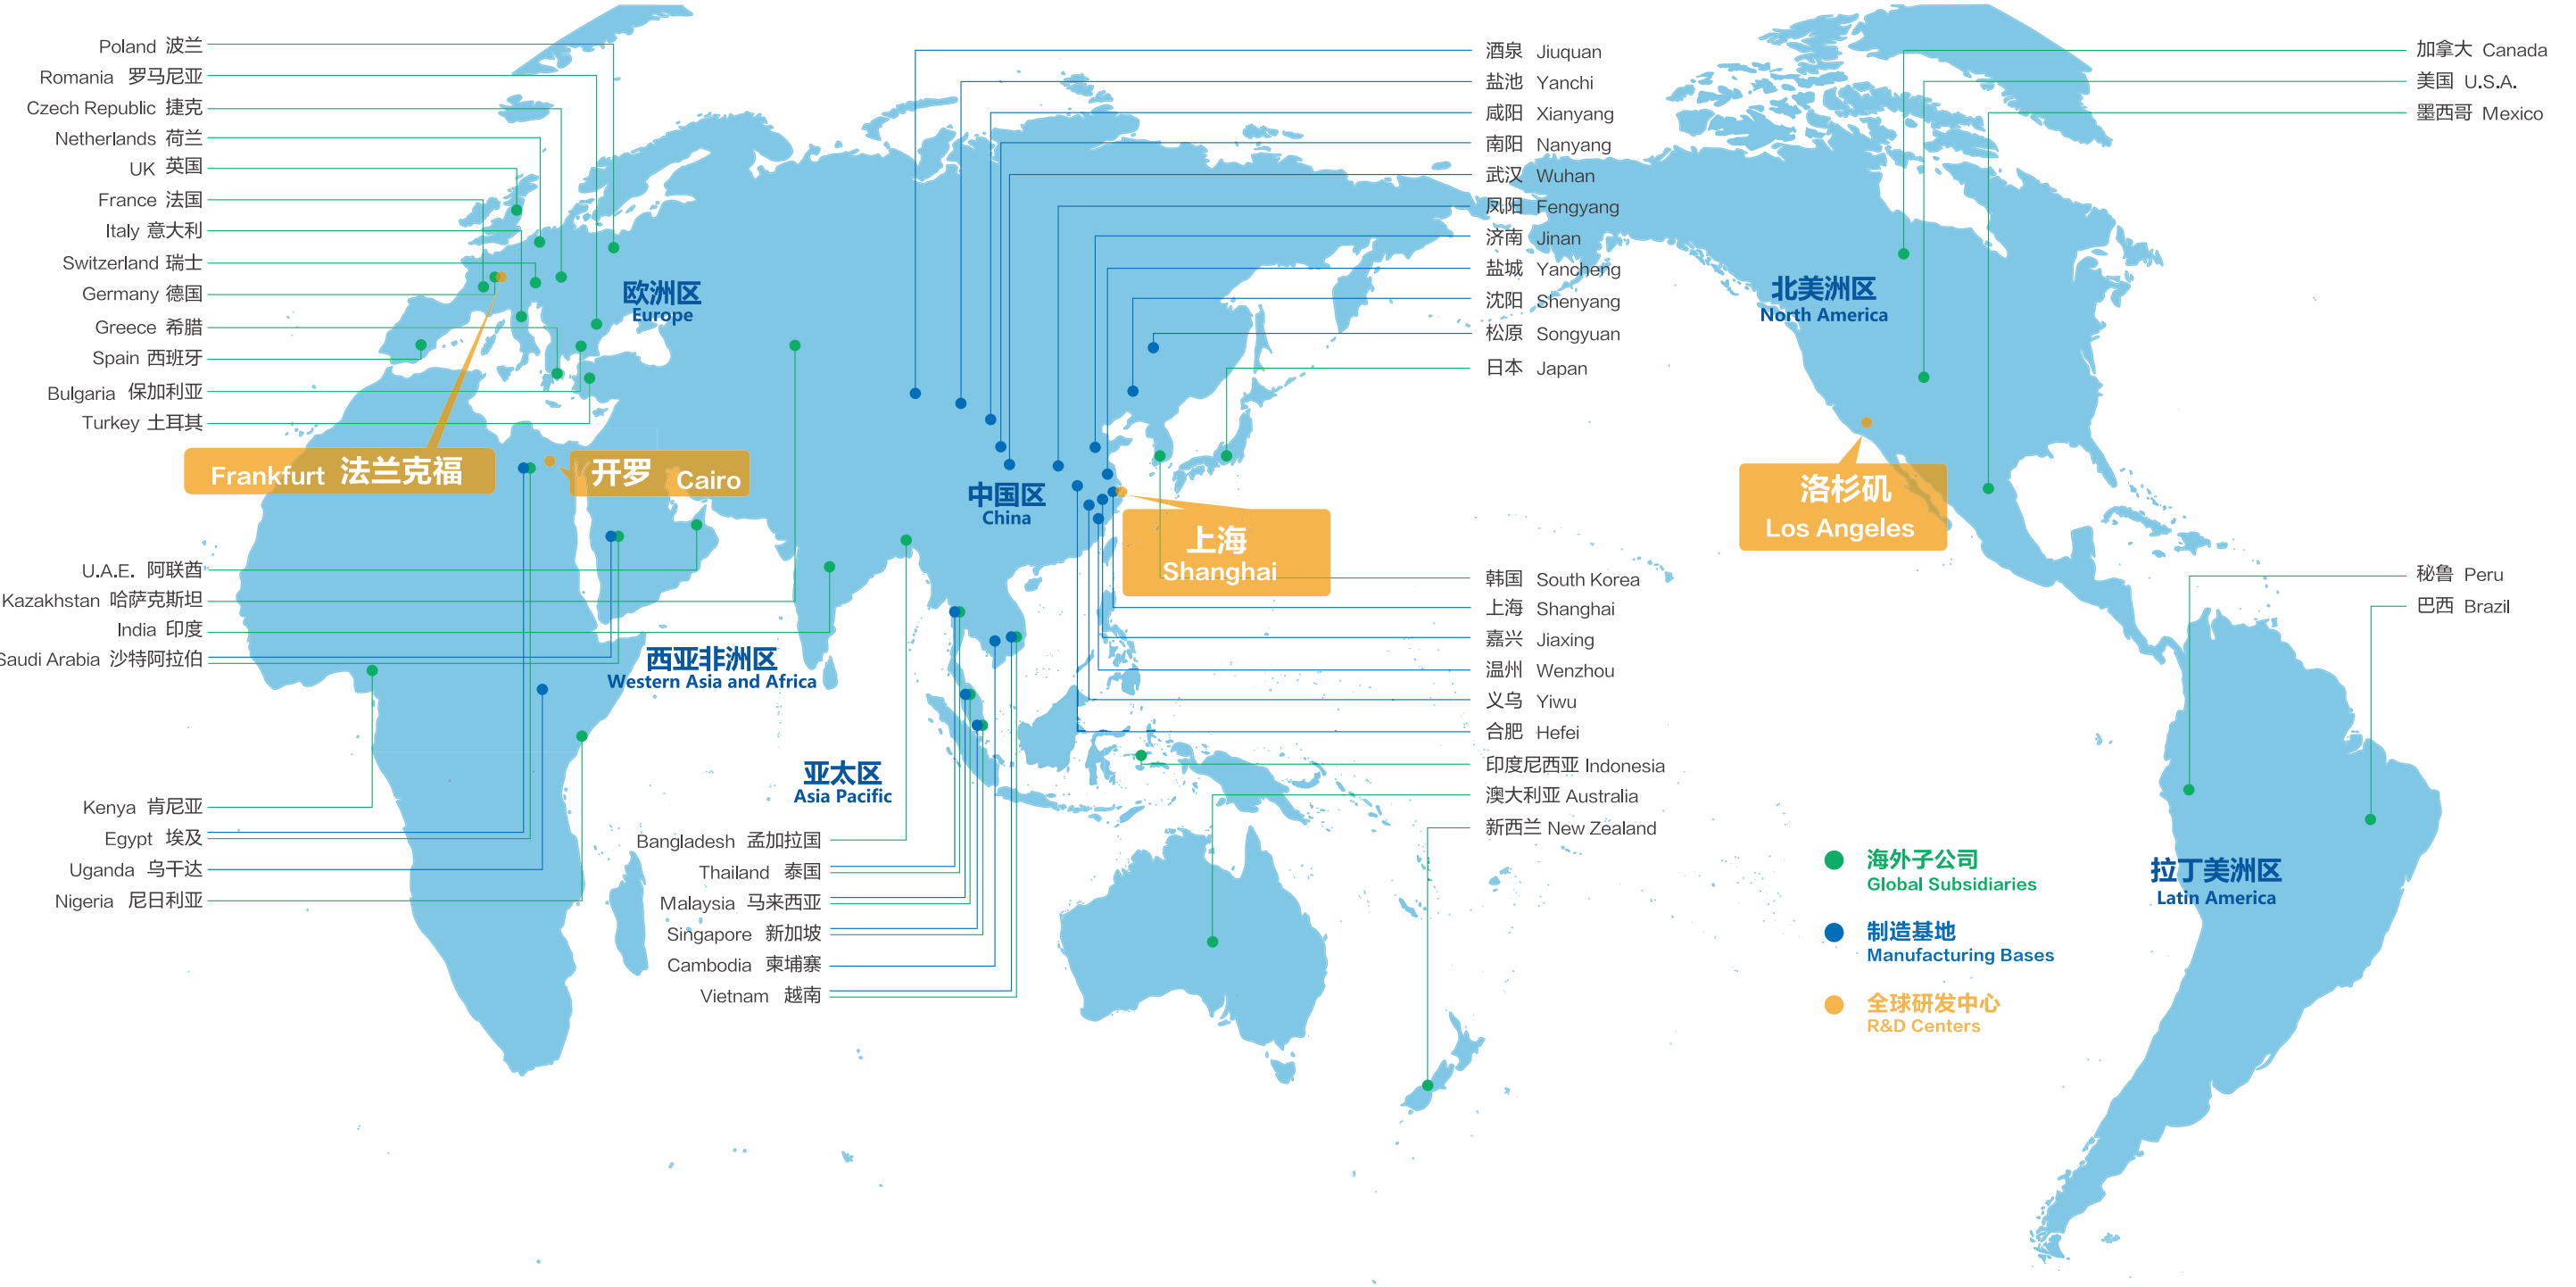 Poland 波兰
Romania 罗马尼亚
Czech Republic 捷克
Netherlands 荷兰
UK 英国
France 法国
Italy 意大利
Switzerland 瑞士
Germany 德国
Greece 希腊
Spain 西班牙
Bulgaria 保加利亚
Turkey 土耳其
Frankfurt 法兰克福
开罗 Cairo
U.A.E. 阿联酋
Kazakhstan 哈萨克斯坦
India 印度
Saudi Arabia 沙特阿拉伯
Kenya 肯尼亚
Egypt 埃及
Uganda 乌干达
Nigeria 尼日利亚
欧洲区
Europe
西亚非洲区
Western Asia and Africa
亚太区
Asia Pacific
Bangladesh 孟加拉国
Thailand 泰国
Malaysia 马来西亚
Singapore 新加坡
Cambodia 柬埔寨
Vietnam 越南
中国区
China
上海
Shanghai
酒泉 Jiuquan
盐池 Yanchi
咸阳 Xianyang
南阳 Nanyang
武汉 Wuhan
凤阳 Fengyang
济南 Jinan
盐城 Yancheng
沈阳 Shenyang
松原 Songyuan
日本 Japan
韩国 South Korea
上海 Shanghai
嘉兴 Jiaxing
温州 Wenzhou
义乌 Yiwu
合肥 Hefei
印度尼西亚 Indonesia
澳大利亚 Australia
新西兰 New Zealand
北美洲区
North America
洛杉矶
Los Angeles
加拿大 Canada
美国 U.S.A.
墨西哥 Mexico
秘鲁 Peru
巴西 Brazil
拉丁美洲区
Latin America
海外子公司
Global Subsidiaries
制造基地
Manufacturing Bases
全球研发中心
R&D Centers